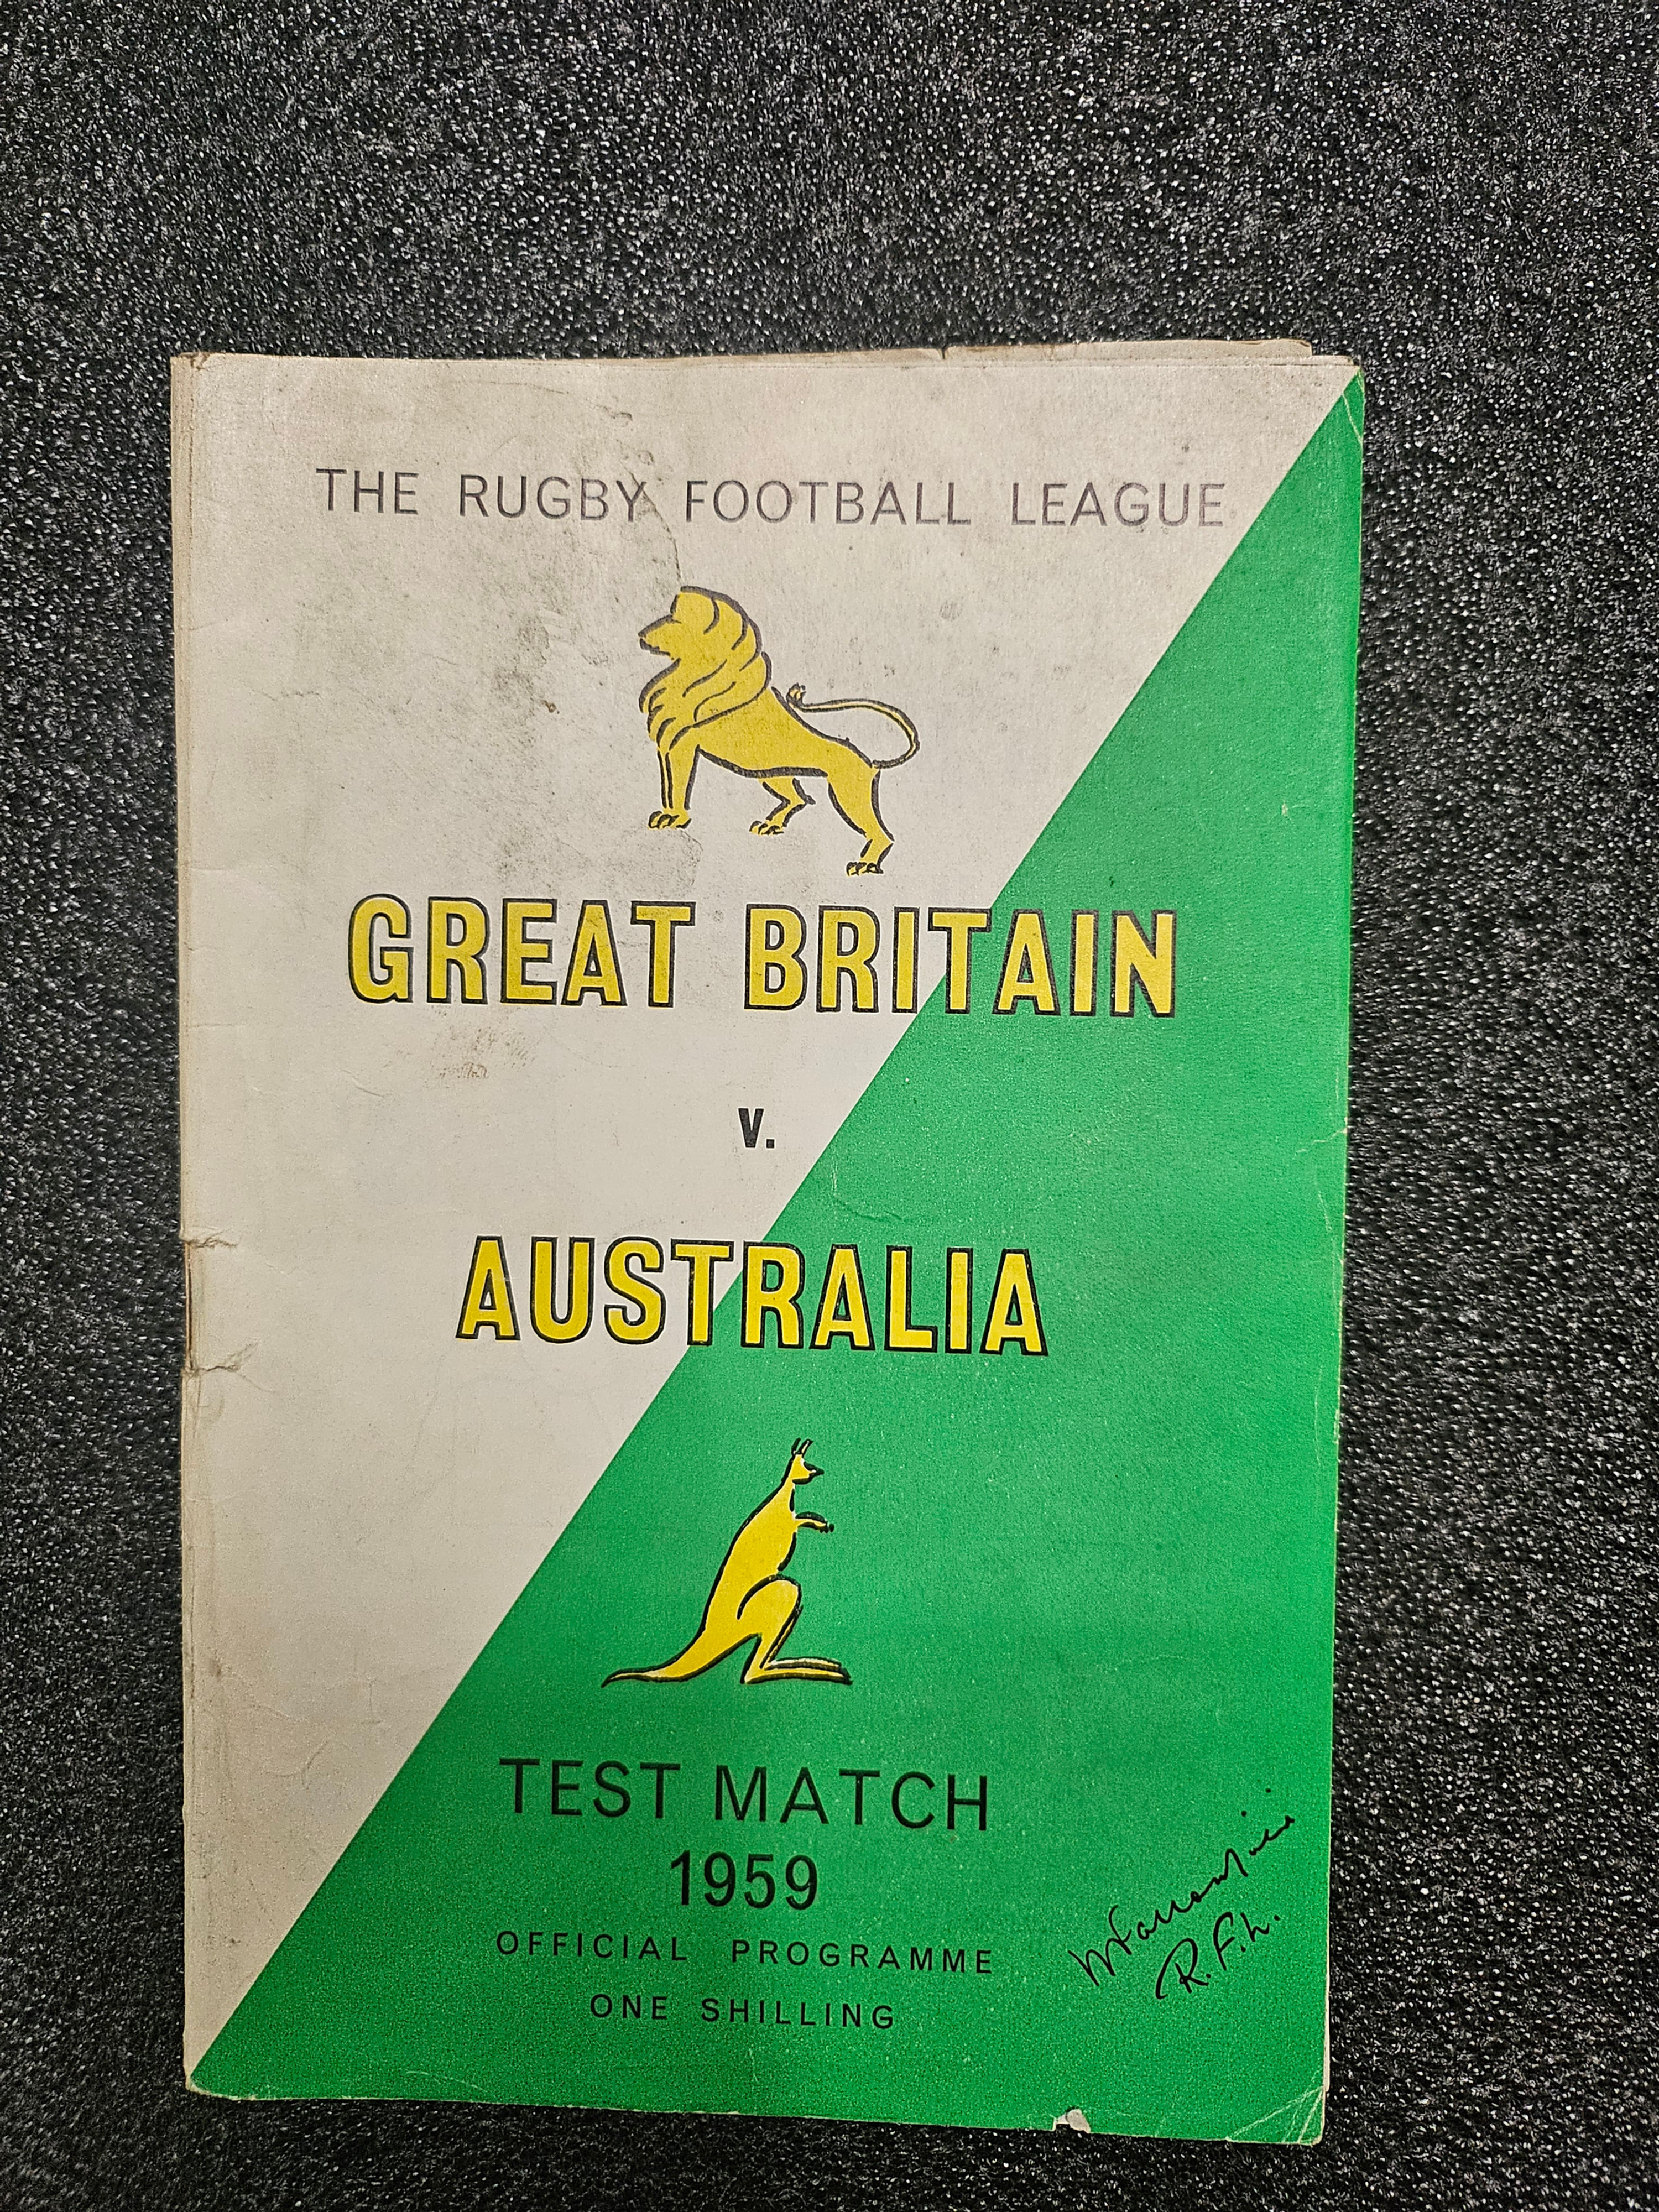 THE RUGBY FOOTBALL LEAGUE
GREAT BRITAIN
V.
AUSTRALIA
TEST MATCH
1959
OFFICIAL PROGRAMME
ONE SHILLING
R.F.L.